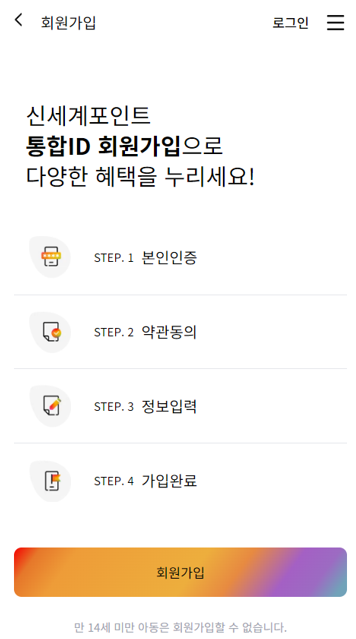 회원가입
로그인
신세계포인트
통합ID 회원가입으로
다양한 혜택을 누리세요!
STEP. 1 본인인증
STEP. 2 약관동의
STEP. 3 정보입력
STEP. 4 가입완료
회원가입
만 14세 미만 아동은 회원가입할 수 없습니다.